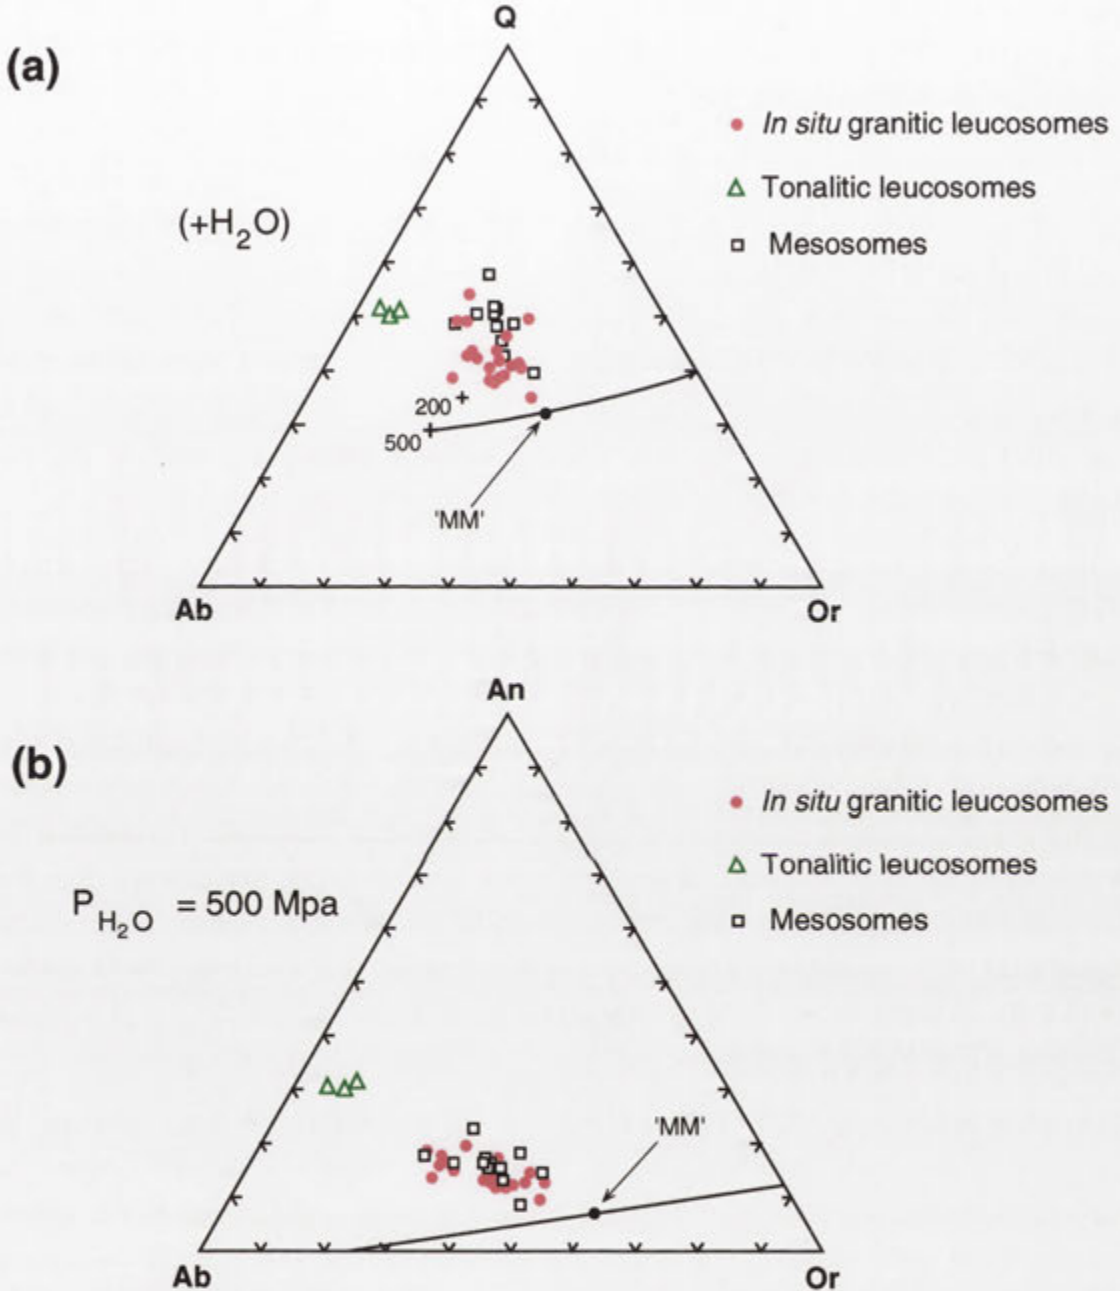 Q
(a)
In situ granitic leucosomes
Tonalitic leucosomes
Mesosomes
(+H₂O)
200
500
'MM'
Ab
Or
An
(b)
In situ granitic leucosomes
Tonalitic leucosomes
Mesosomes
P_H₂O = 500 Mpa
'MM'
Ab
Or